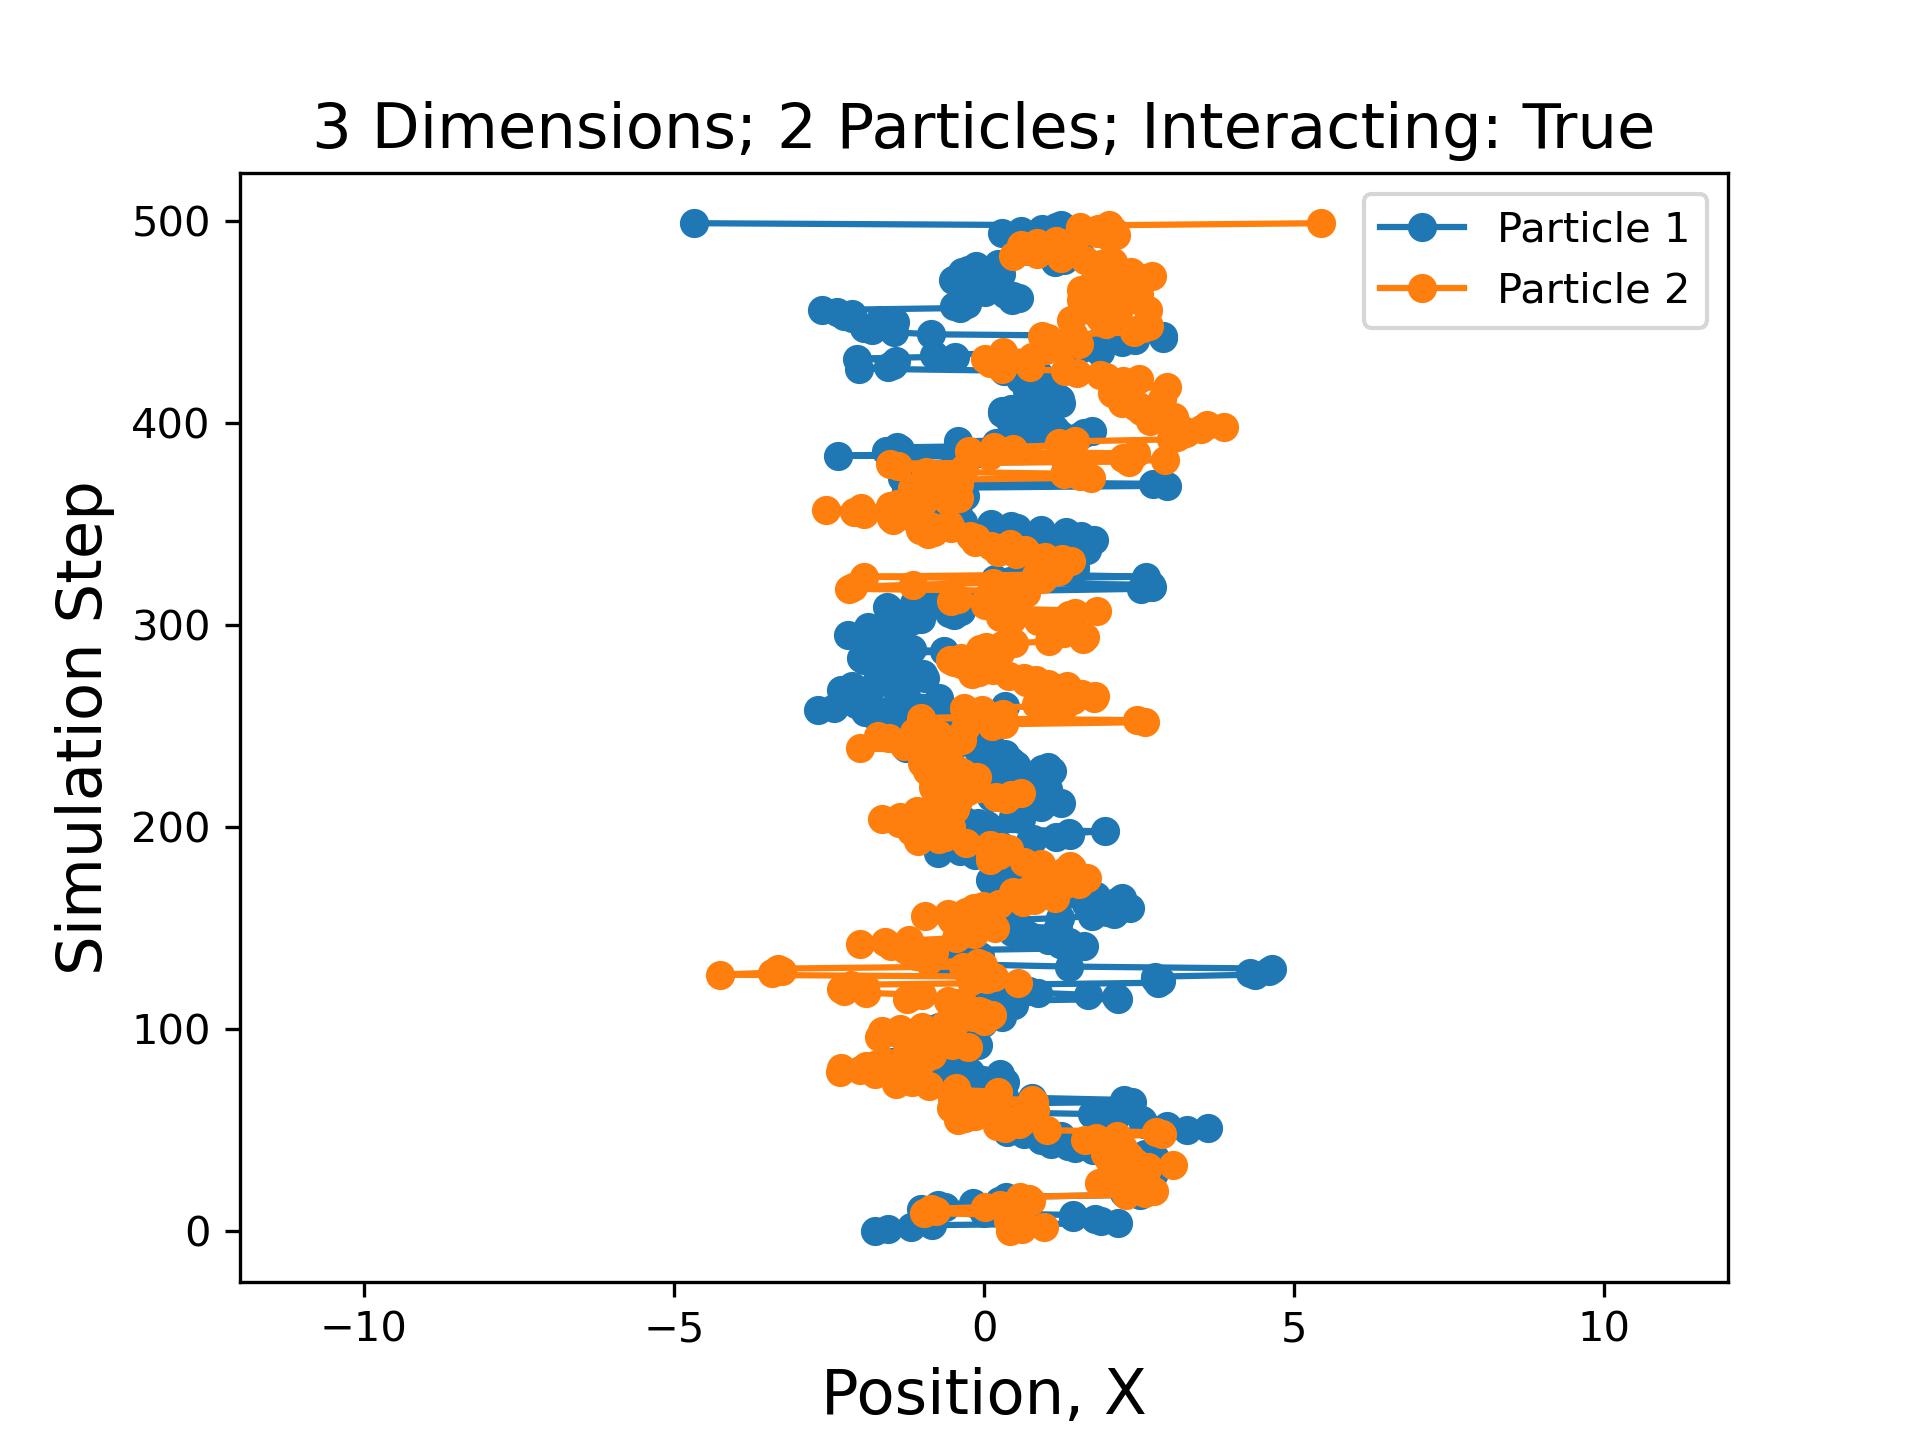 3 Dimensions; 2 Particles; Interacting: True
Particle 1
Particle 2
Simulation Step
500
400
300
200
100
0
−10
−5
0
5
10
Position, X